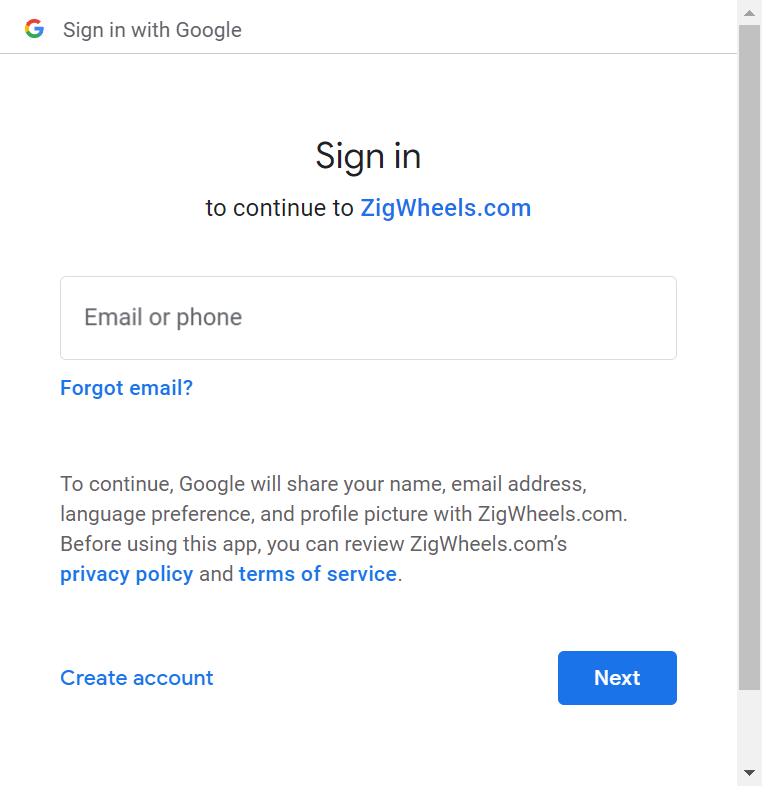 Sign in with Google
Sign in
to continue to ZigWheels.com
Email or phone
Forgot email?
To continue, Google will share your name, email address,
language preference, and profile picture with ZigWheels.com.
Before using this app, you can review ZigWheels.com’s
privacy policy and terms of service.
Create account
Next